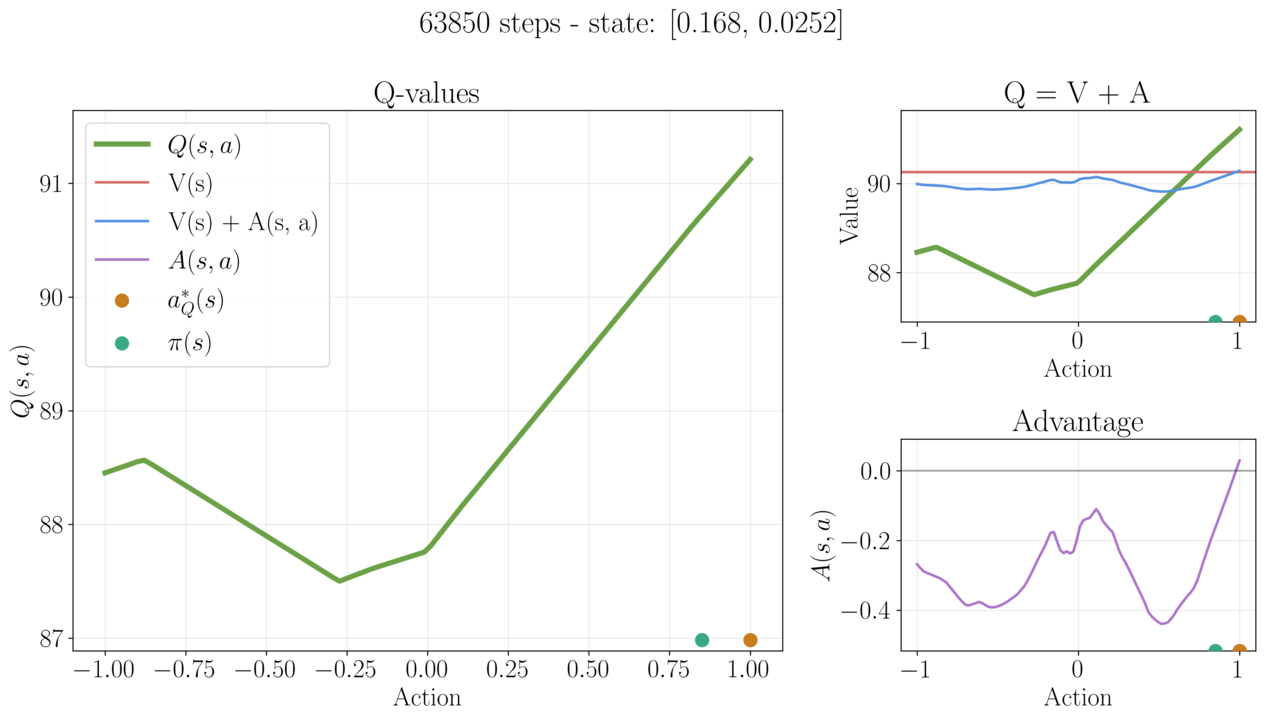 63850 steps - state: [0.168, 0.0252]
Q-values
Q(s, a)
V(s)
V(s) + A(s, a)
A(s, a)
a*_Q(s)
π(s)
Q(s, a)
91
90
89
88
87
−1.00
−0.75
−0.50
−0.25
0.00
0.25
0.50
0.75
1.00
Action
Q = V + A
Value
90
88
−1
0
1
Action
Advantage
A(s, a)
0.0
−0.2
−0.4
−1
0
1
Action